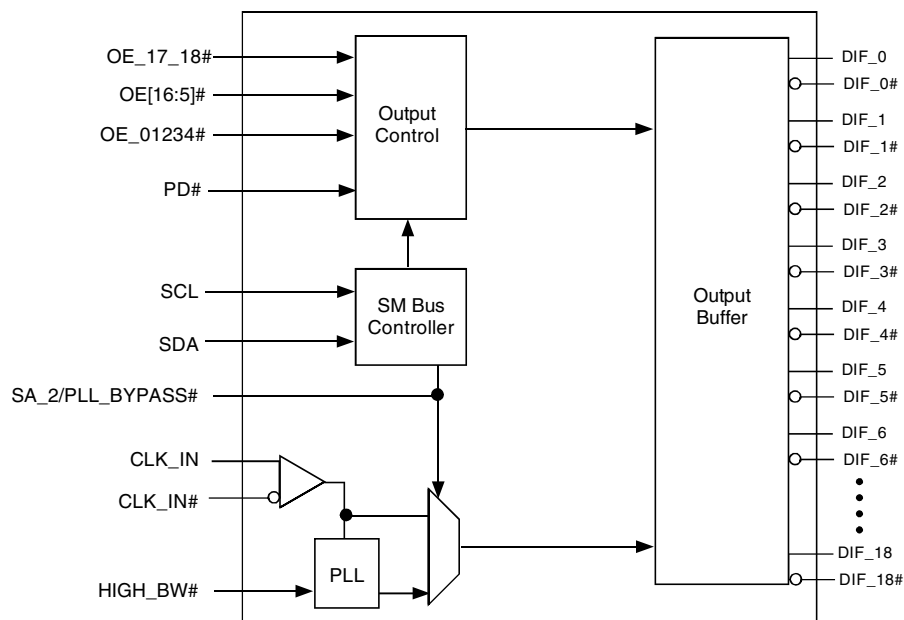 OE_17_18#
OE[16:5]#
OE_01234#
PD#
SCL
SDA
SA_2/PLL_BYPASS#
CLK_IN
CLK_IN#
HIGH_BW#
Output
Control
SM Bus
Controller
PLL
Output
Buffer
DIF_0
DIF_0#
DIF_1
DIF_1#
DIF_2
DIF_2#
DIF_3
DIF_3#
DIF_4
DIF_4#
DIF_5
DIF_5#
DIF_6
DIF_6#
DIF_18
DIF_18#